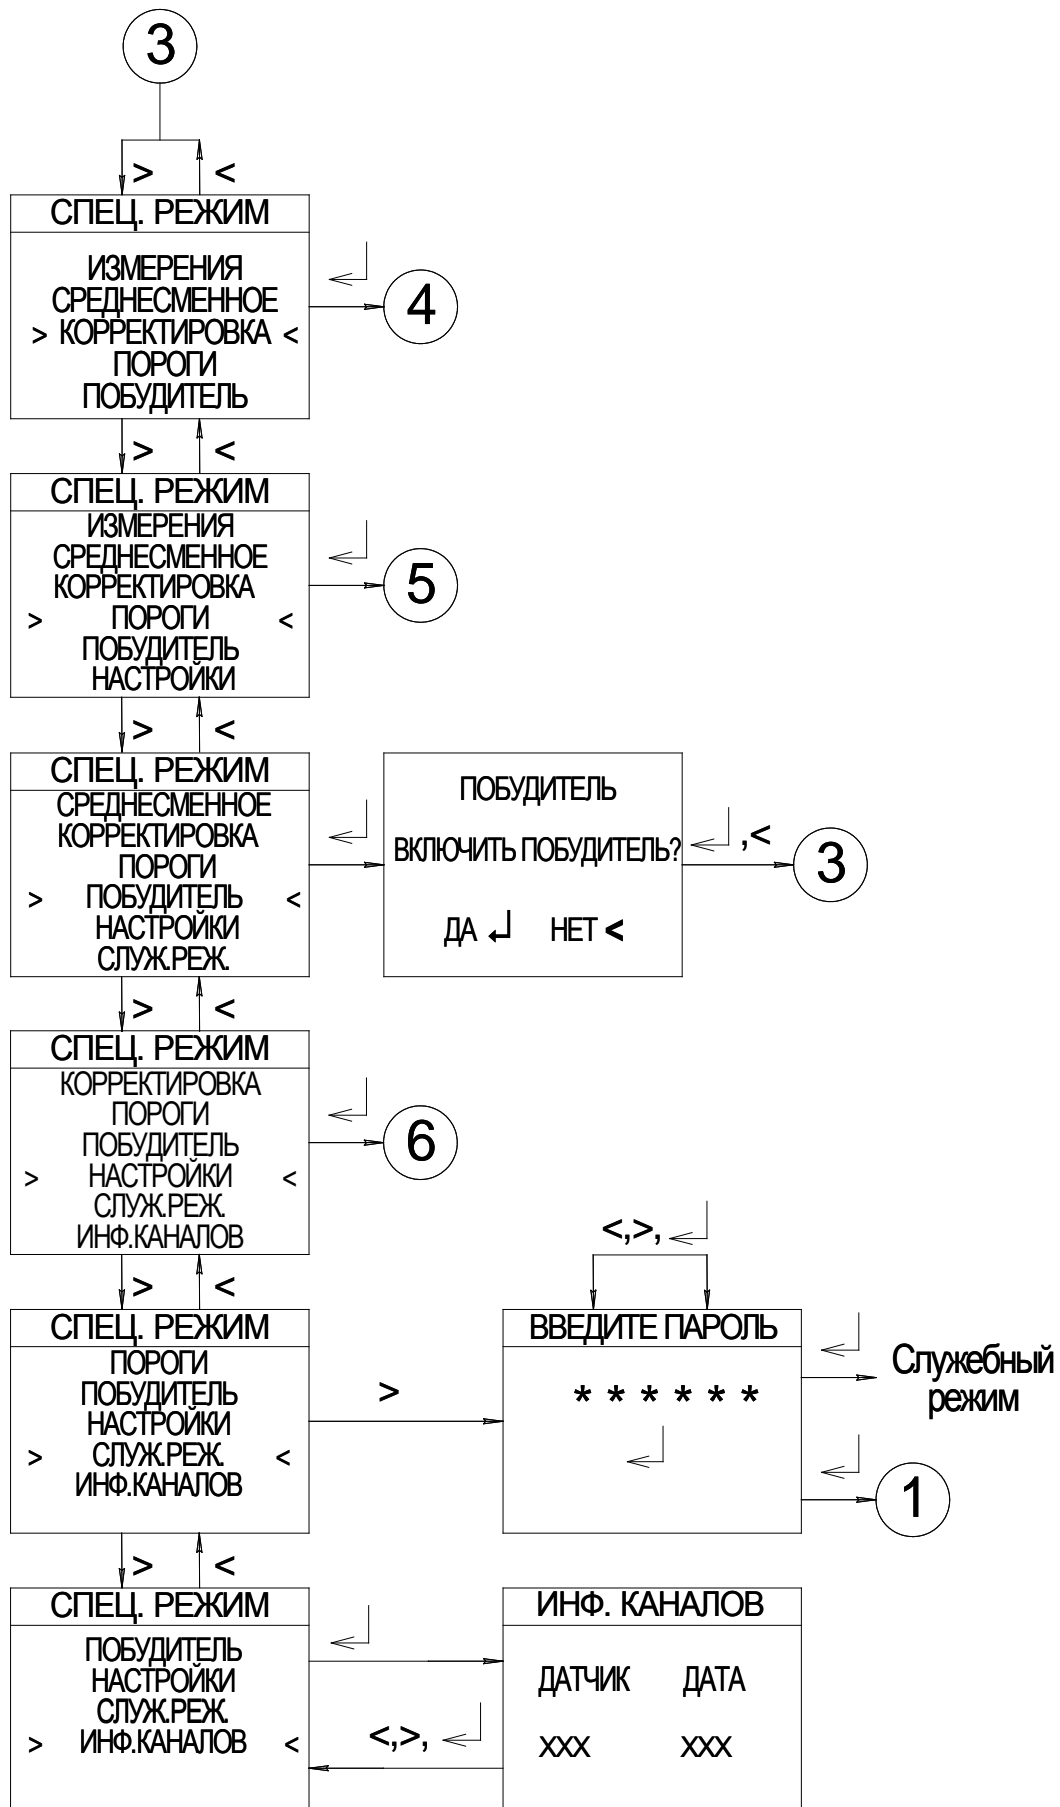 3
> <
СПЕЦ. РЕЖИМ
ИЗМЕРЕНИЯ
СРЕДНЕСМЕННОЕ
> КОРРЕКТИРОВКА <
ПОРОГИ
ПОБУДИТЕЛЬ
4
> <
СПЕЦ. РЕЖИМ
ИЗМЕРЕНИЯ
СРЕДНЕСМЕННОЕ
КОРРЕКТИРОВКА
> ПОРОГИ <
ПОБУДИТЕЛЬ
НАСТРОЙКИ
5
> <
СПЕЦ. РЕЖИМ
СРЕДНЕСМЕННОЕ
КОРРЕКТИРОВКА
ПОРОГИ
> ПОБУДИТЕЛЬ <
НАСТРОЙКИ
СЛУЖ.РЕЖ.
ПОБУДИТЕЛЬ
ВКЛЮЧИТЬ ПОБУДИТЕЛЬ?
ДА ↵ НЕТ <
↵ ,<
3
> <
СПЕЦ. РЕЖИМ
КОРРЕКТИРОВКА
ПОРОГИ
ПОБУДИТЕЛЬ
> НАСТРОЙКИ <
СЛУЖ.РЕЖ.
ИНФ.КАНАЛОВ
6
> <
СПЕЦ. РЕЖИМ
ПОРОГИ
ПОБУДИТЕЛЬ
НАСТРОЙКИ
> СЛУЖ.РЕЖ. <
ИНФ.КАНАЛОВ
>
<,>, ↵
ВВЕДИТЕ ПАРОЛЬ
* * * * * *
↵
Служебный
режим
1
> <
СПЕЦ. РЕЖИМ
ПОБУДИТЕЛЬ
НАСТРОЙКИ
СЛУЖ.РЕЖ.
> ИНФ.КАНАЛОВ <
<,>, ↵
ИНФ. КАНАЛОВ
ДАТЧИК ДАТА
XXX XXX